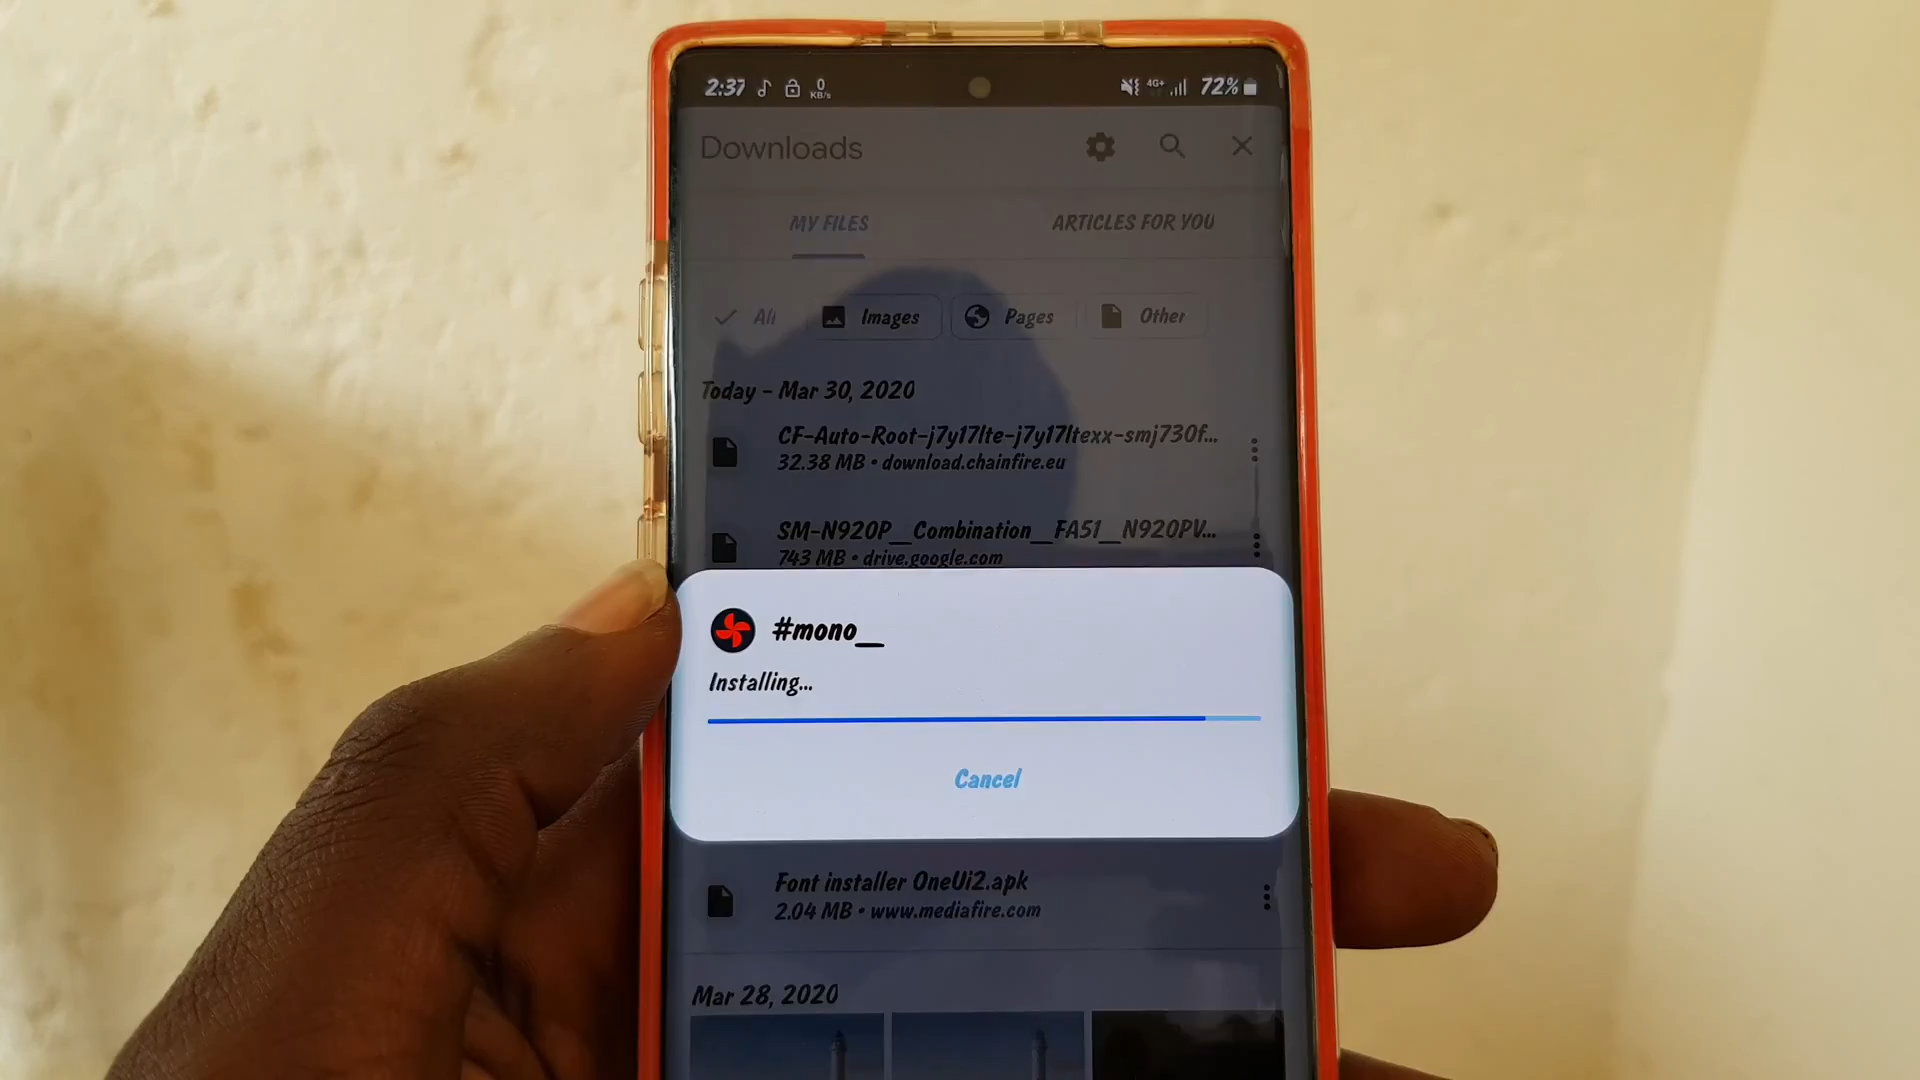 2:37 0 KB/s 4G+ 72%
Downloads
MY FILES ARTICLES FOR YOU
All Images Pages Other
Today - Mar 30, 2020
CF-Auto-Root-j7y17lte-j7y17ltexx-smj730f...
32.38 MB • download.chainfire.eu
SM-N920P__Combination__FA51__N920PV...
743 MB • drive.google.com
#mono__
Installing...
Cancel
Font installer OneUi2.apk
2.04 MB • www.mediafire.com
Mar 28, 2020